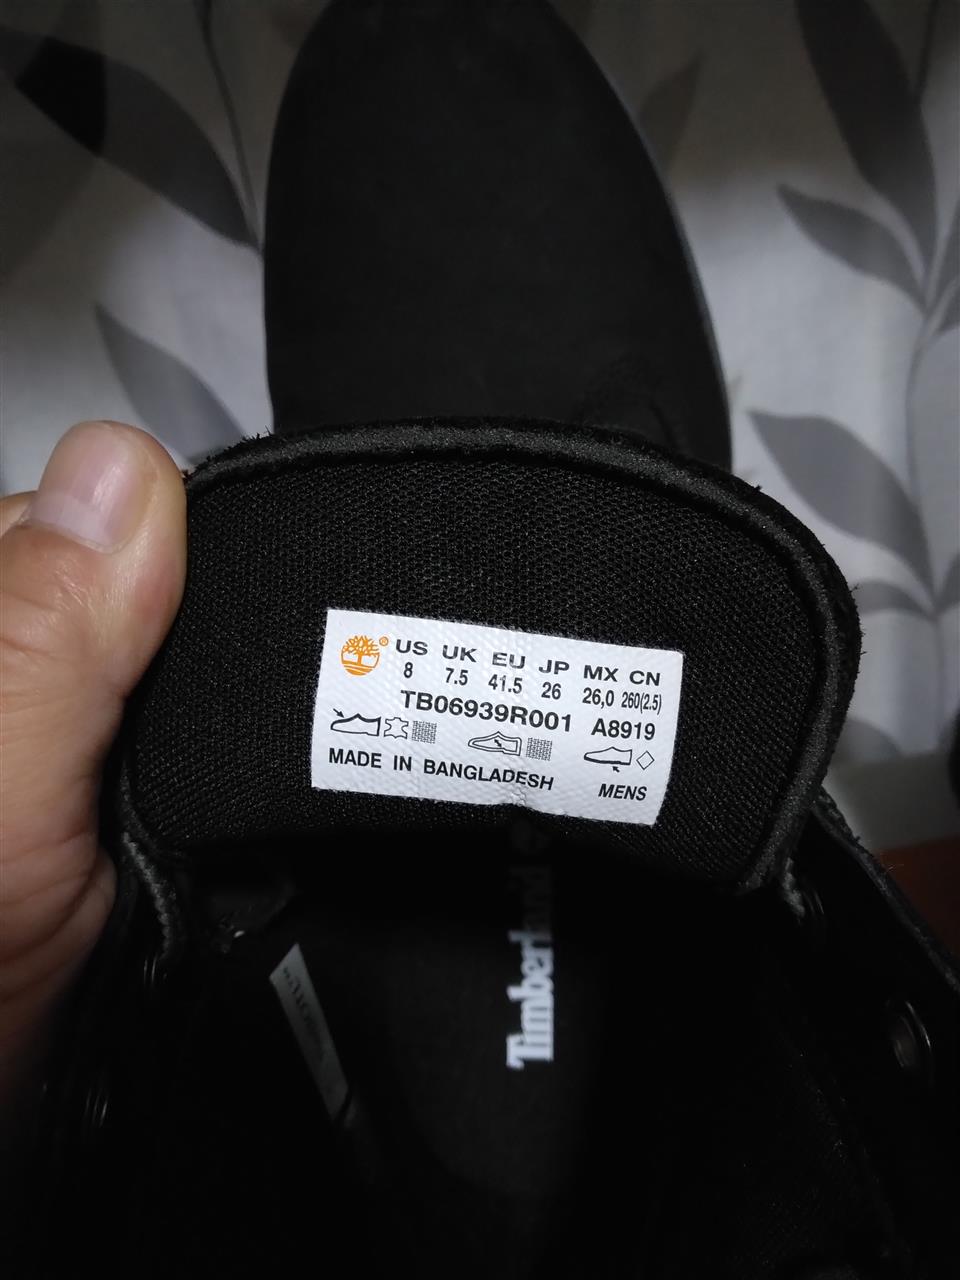 ® US UK EU JP MX CN
8 7.5 41.5 26 26,0 260(2.5)
TB06939R001 A8919
MADE IN BANGLADESH MENS
Timberland